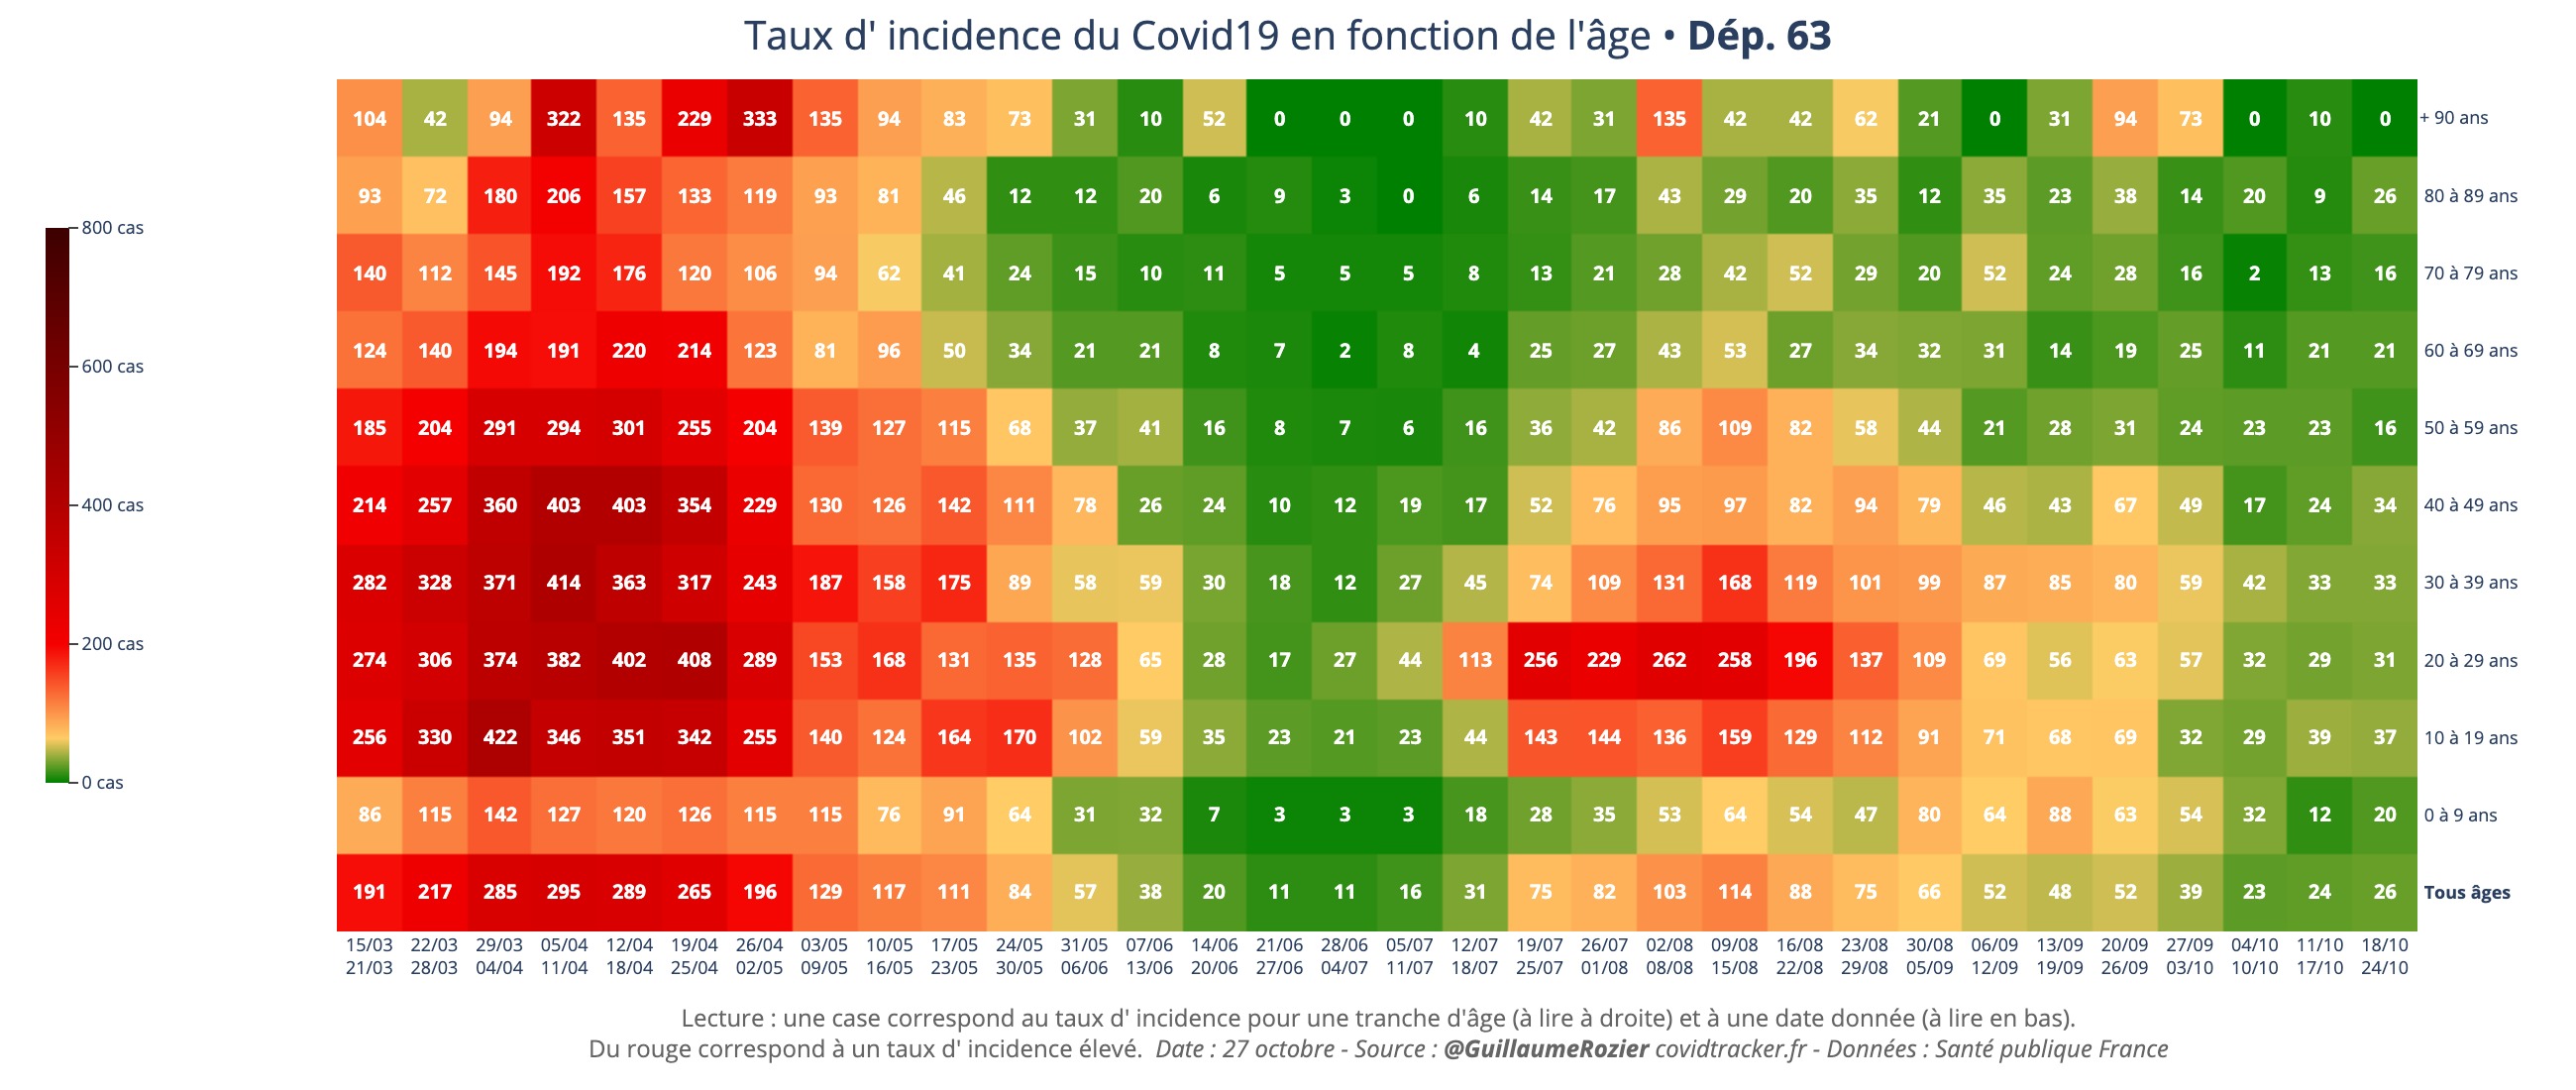 Taux d' incidence du Covid19 en fonction de l'âge • Dép. 63
104 42 94 322 135 229 333 135 94 83 73 31 10 52 0 0 0 10 42 31 135 42 42 62 21 0 31 94 73 0 10 0 + 90 ans
93 72 180 206 157 133 119 93 81 46 12 12 20 6 9 3 0 6 14 17 43 29 20 35 12 35 23 38 14 20 9 26 80 à 89 ans
800 cas
140 112 145 192 176 120 106 94 62 41 24 15 10 11 5 5 5 8 13 21 28 42 52 29 20 52 24 28 16 2 13 16 70 à 79 ans
124 140 194 191 220 214 123 81 96 50 34 21 21 8 7 2 8 4 25 27 43 53 27 34 32 31 14 19 25 11 21 21 60 à 69 ans
600 cas
185 204 291 294 301 255 204 139 127 115 68 37 41 16 8 7 6 16 36 42 86 109 82 58 44 21 28 31 24 23 23 16 50 à 59 ans
400 cas
214 257 360 403 403 354 229 130 126 142 111 78 26 24 10 12 19 17 52 76 95 97 82 94 79 46 43 67 49 17 24 34 40 à 49 ans
282 328 371 414 363 317 243 187 158 175 89 58 59 30 18 12 27 45 74 109 131 168 119 101 99 87 85 80 59 42 33 33 30 à 39 ans
200 cas
274 306 374 382 402 408 289 153 168 131 135 128 65 28 17 27 44 113 256 229 262 258 196 137 109 69 56 63 57 32 29 31 20 à 29 ans
256 330 422 346 351 342 255 140 124 164 170 102 59 35 23 21 23 44 143 144 136 159 129 112 91 71 68 69 32 29 39 37 10 à 19 ans
0 cas
86 115 142 127 120 126 115 115 76 91 64 31 32 7 3 3 3 18 28 35 53 64 54 47 80 64 88 63 54 32 12 20 0 à 9 ans
191 217 285 295 289 265 196 129 117 111 84 57 38 20 11 11 16 31 75 82 103 114 88 75 66 52 48 52 39 23 24 26 Tous âges
15/03 22/03 29/03 05/04 12/04 19/04 26/04 03/05 10/05 17/05 24/05 31/05 07/06 14/06 21/06 28/06 05/07 12/07 19/07 26/07 02/08 09/08 16/08 23/08 30/08 06/09 13/09 20/09 27/09 04/10 11/10 18/10
21/03 28/03 04/04 11/04 18/04 25/04 02/05 09/05 16/05 23/05 30/05 06/06 13/06 20/06 27/06 04/07 11/07 18/07 25/07 01/08 08/08 15/08 22/08 29/08 05/09 12/09 19/09 26/09 03/10 10/10 17/10 24/10
Lecture : une case correspond au taux d' incidence pour une tranche d'âge (à lire à droite) et à une date donnée (à lire en bas).
Du rouge correspond à un taux d' incidence élevé. Date : 27 octobre - Source : @GuillaumeRozier covidtracker.fr - Données : Santé publique France